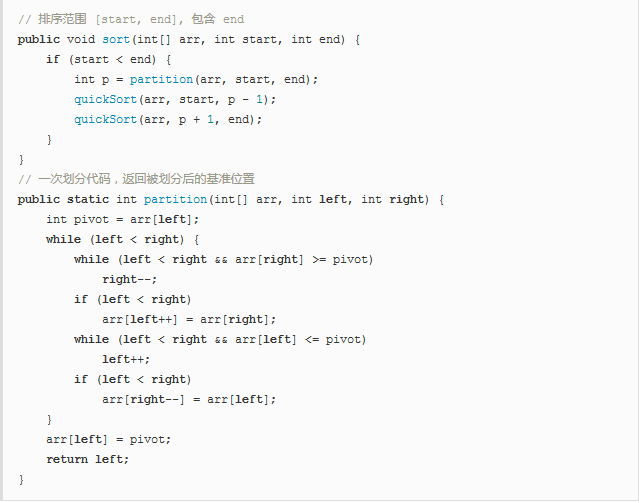 // 排序范围 [start, end], 包含 end
public void sort(int[] arr, int start, int end) {
    if (start < end) {
        int p = partition(arr, start, end);
        quickSort(arr, start, p - 1);
        quickSort(arr, p + 1, end);
    }
}
// 一次划分代码，返回被划分后的基准位置
public static int partition(int[] arr, int left, int right) {
    int pivot = arr[left];
    while (left < right) {
        while (left < right && arr[right] >= pivot)
            right--;
        if (left < right)
            arr[left++] = arr[right];
        while (left < right && arr[left] <= pivot)
            left++;
        if (left < right)
            arr[right--] = arr[left];
    }
    arr[left] = pivot;
    return left;
}